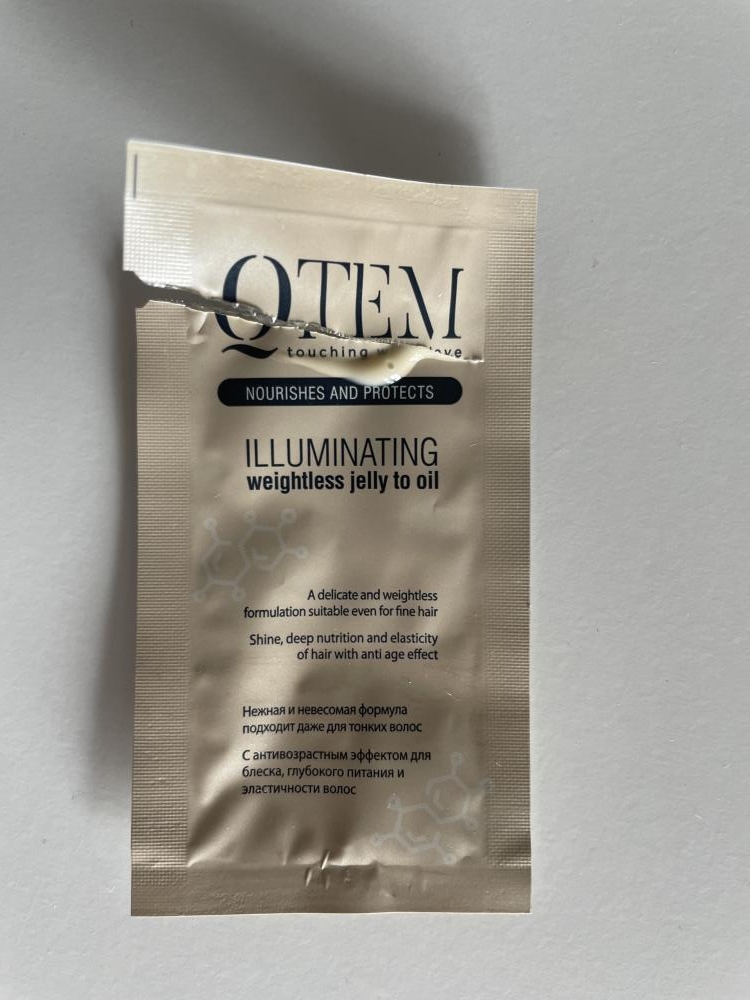 QTEM
touching
NOURISHES AND PROTECTS
ILLUMINATING
weightless jelly to oil
A delicate and weightless
formulation suitable even for fine hair
Shine, deep nutrition and elasticity
of hair with anti age effect
Нежная и невесомая формула
подходит даже для тонких волос
С антивозрастным эффектом для
блеска, глубокого питания и
эластичности волос